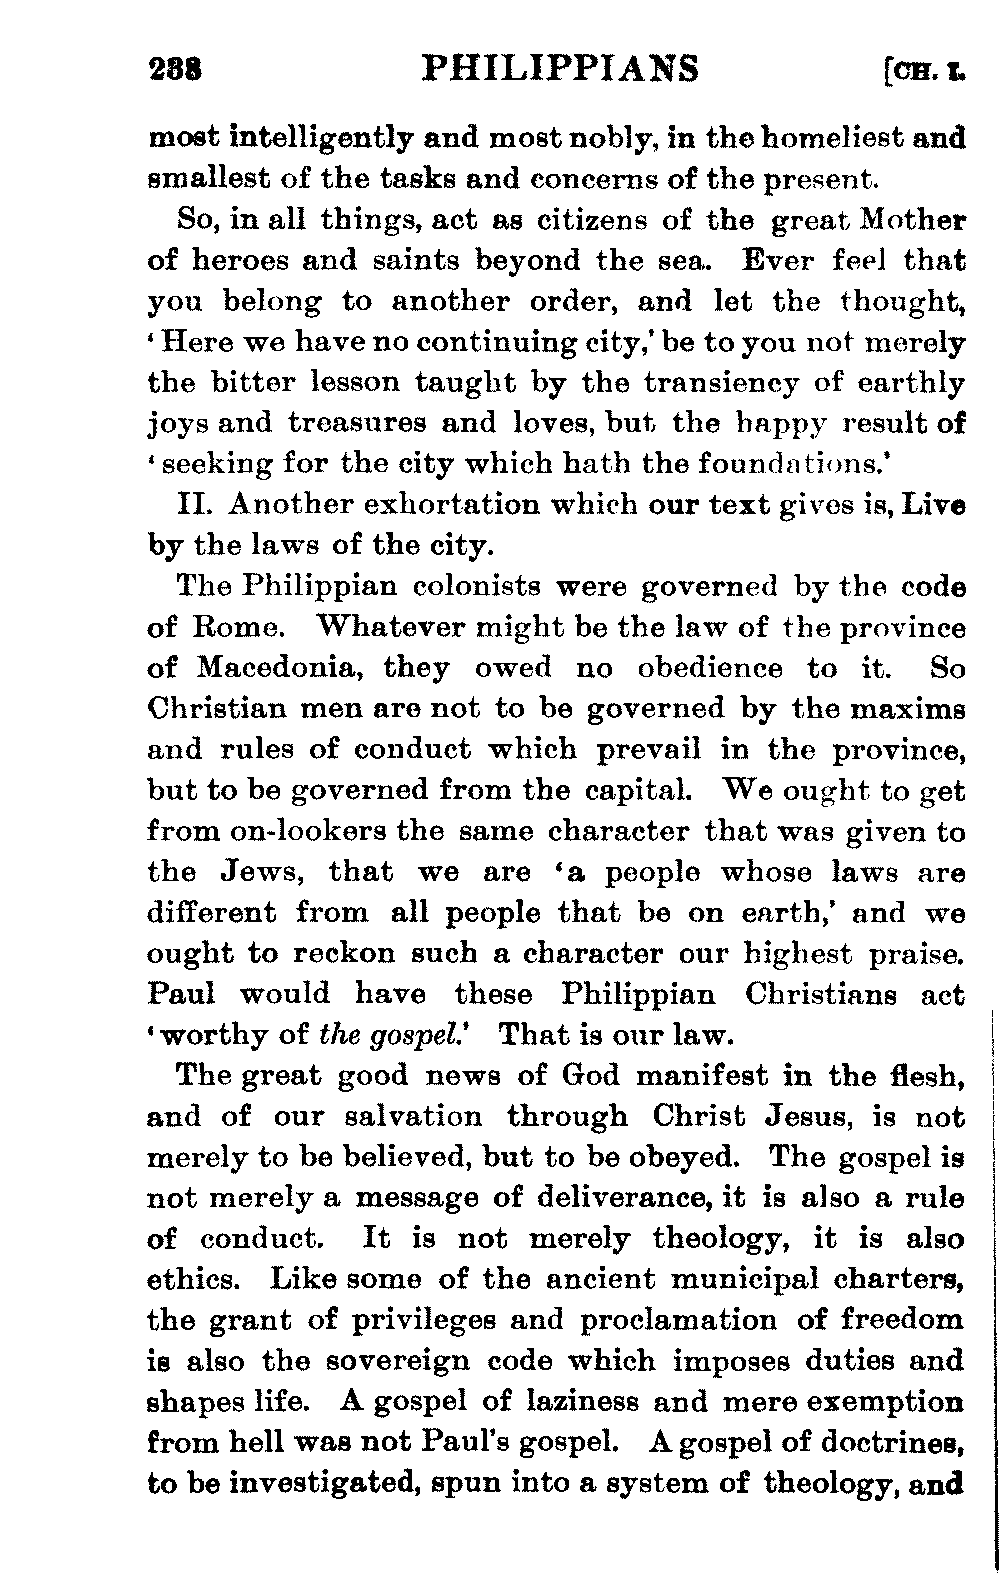 238 PHILIPPIANS [CH. I.
most intelligently and most nobly, in the homeliest and
smallest of the tasks and concerns of the present.
So, in all things, act as citizens of the great Mother
of heroes and saints beyond the sea. Ever feel that
you belong to another order, and let the thought,
‘Here we have no continuing city,’ be to you not merely
the bitter lesson taught by the transiency of earthly
joys and treasures and loves, but the happy result of
‘seeking for the city which hath the foundations.’
II. Another exhortation which our text gives is, Live
by the laws of the city.
The Philippian colonists were governed by the code
of Rome. Whatever might be the law of the province
of Macedonia, they owed no obedience to it. So
Christian men are not to be governed by the maxims
and rules of conduct which prevail in the province,
but to be governed from the capital. We ought to get
from on-lookers the same character that was given to
the Jews, that we are ‘a people whose laws are
different from all people that be on earth,’ and we
ought to reckon such a character our highest praise.
Paul would have these Philippian Christians act
‘worthy of the gospel.’ That is our law.
The great good news of God manifest in the flesh,
and of our salvation through Christ Jesus, is not
merely to be believed, but to be obeyed. The gospel is
not merely a message of deliverance, it is also a rule
of conduct. It is not merely theology, it is also
ethics. Like some of the ancient municipal charters,
the grant of privileges and proclamation of freedom
is also the sovereign code which imposes duties and
shapes life. A gospel of laziness and mere exemption
from hell was not Paul's gospel. A gospel of doctrines,
to be investigated, spun into a system of theology, and